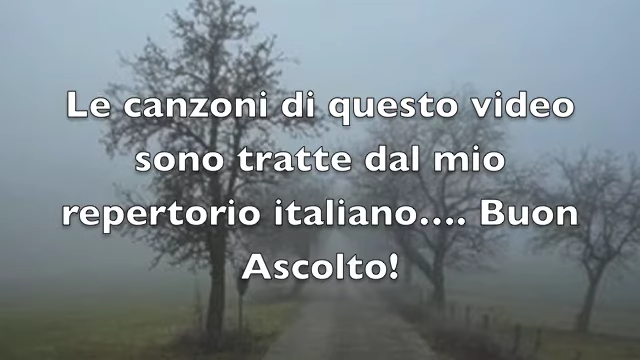 Le canzoni di questo video
sono tratte dal mio
repertorio italiano.... Buon
Ascolto!